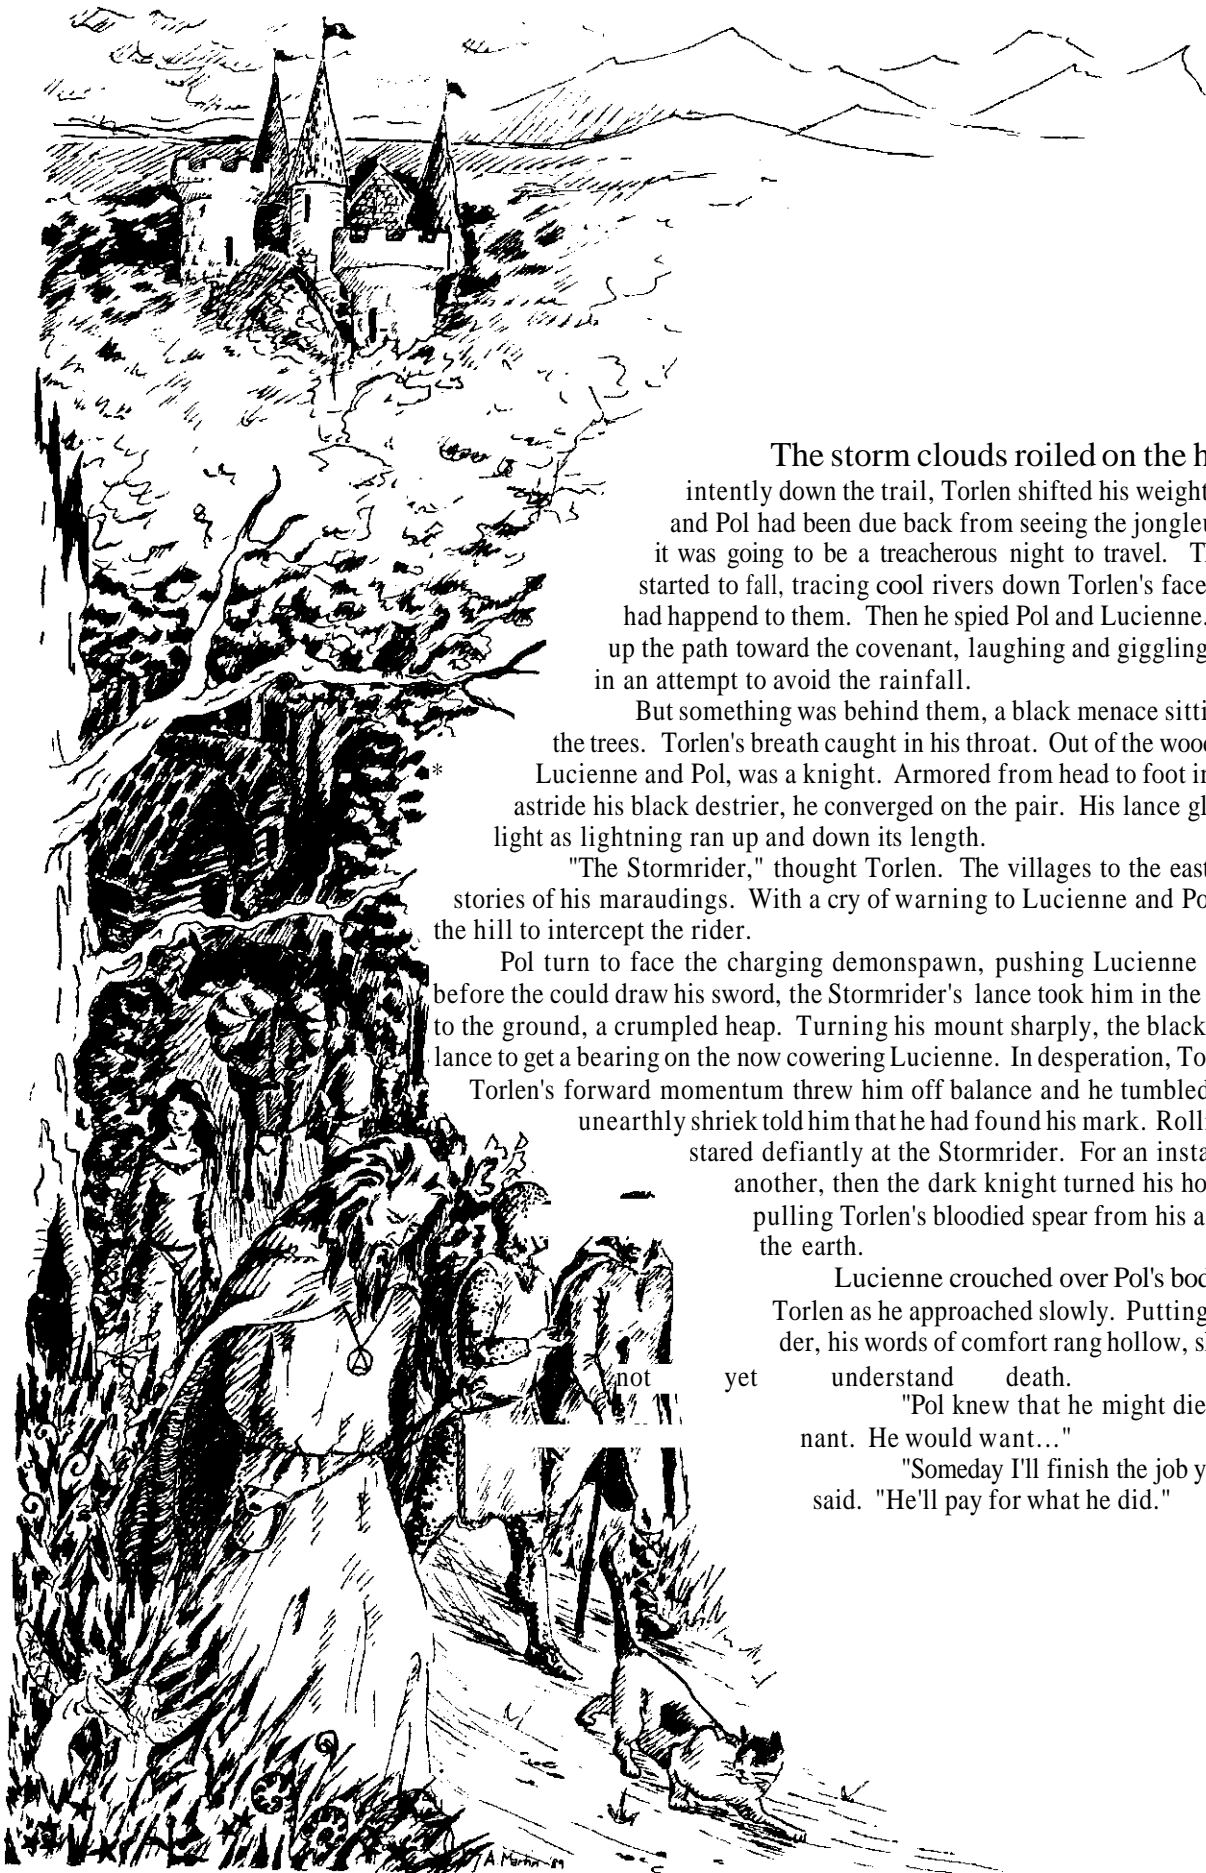 The storm clouds roiled on the h
intently down the trail, Torlen shifted his weight
and Pol had been due back from seeing the jongleu
it was going to be a treacherous night to travel. T
started to fall, tracing cool rivers down Torlen's face
had happend to them. Then he spied Pol and Lucienne.
up the path toward the covenant, laughing and giggling
in an attempt to avoid the rainfall.
But something was behind them, a black menace sitti
the trees. Torlen's breath caught in his throat. Out of the wood
* Lucienne and Pol, was a knight. Armored from head to foot in
astride his black destrier, he converged on the pair. His lance gl
light as lightning ran up and down its length.
"The Stormrider," thought Torlen. The villages to the east
stories of his maraudings. With a cry of warning to Lucienne and Po
the hill to intercept the rider.
Pol turn to face the charging demonspawn, pushing Lucienne
before the could draw his sword, the Stormrider's lance took him in the
to the ground, a crumpled heap. Turning his mount sharply, the black
lance to get a bearing on the now cowering Lucienne. In desperation, To
Torlen's forward momentum threw him off balance and he tumbled
unearthly shriek told him that he had found his mark. Rolli
stared defiantly at the Stormrider. For an insta
another, then the dark knight turned his ho
pulling Torlen's bloodied spear from his a
the earth.
Lucienne crouched over Pol's bod
Torlen as he approached slowly. Putting
der, his words of comfort rang hollow, s
not yet understand death.
"Pol knew that he might die
nant. He would want..."
"Someday I'll finish the job y
said. "He'll pay for what he did."
A. Martin '89